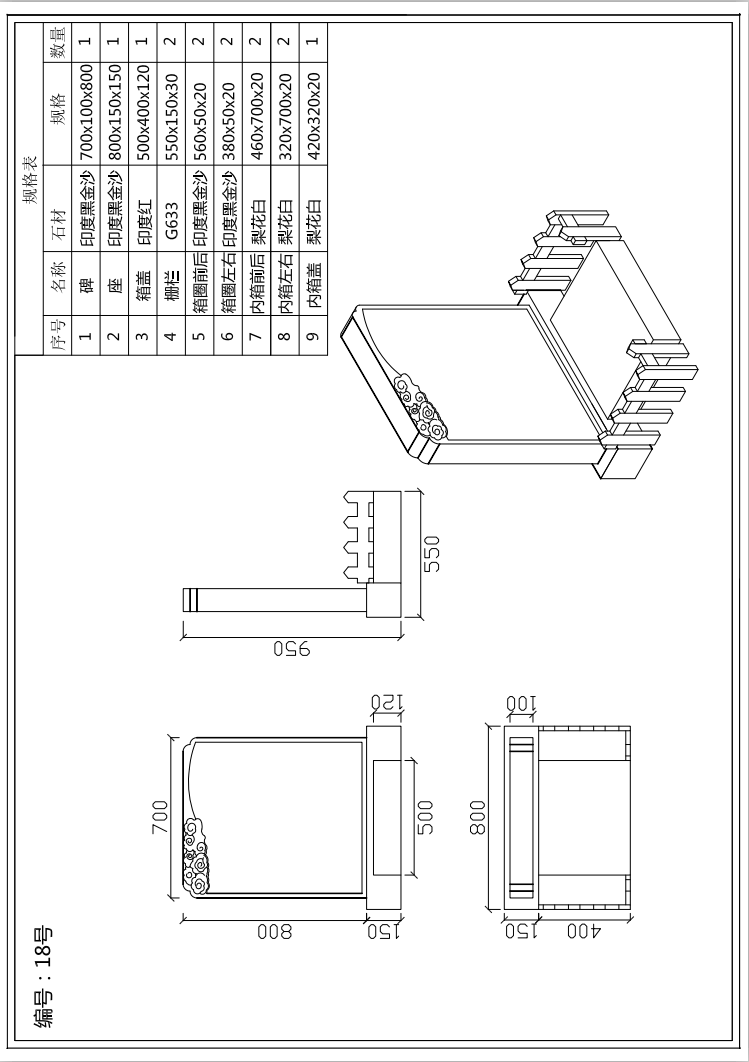 编号：18号
规格表
序号 名称 石材 规格 数量
1 碑 印度黑金沙 700x100x800 1
2 座 印度黑金沙 800x150x150 1
3 箱盖 印度红 500x400x120 1
4 栅栏 G633 550x150x30 2
5 箱圈前后 印度黑金沙 560x50x20 2
6 箱圈左右 印度黑金沙 380x50x20 2
7 内箱前后 梨花白 460x700x20 2
8 内箱左右 梨花白 320x700x20 2
9 内箱盖 梨花白 420x320x20 1
700
800
150
120
500
950
550
800
100
150
400